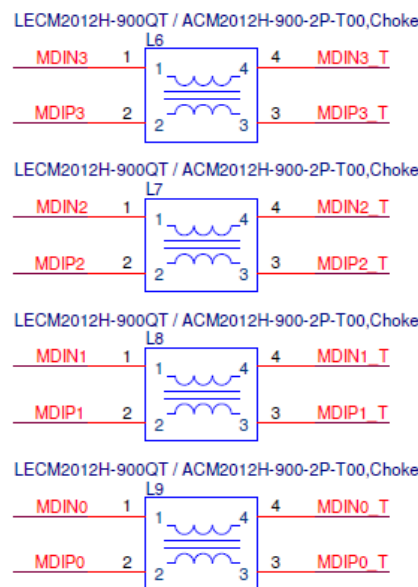 LECM2012H-900QT / ACM2012H-900-2P-T00,Choke
L6
MDIN3 1 1 4 4 MDIN3_T
MDIP3 2 2 3 3 MDIP3_T
LECM2012H-900QT / ACM2012H-900-2P-T00,Choke
L7
MDIN2 1 1 4 4 MDIN2_T
MDIP2 2 2 3 3 MDIP2_T
LECM2012H-900QT / ACM2012H-900-2P-T00,Choke
L8
MDIN1 1 1 4 4 MDIN1_T
MDIP1 2 2 3 3 MDIP1_T
LECM2012H-900QT / ACM2012H-900-2P-T00,Choke
L9
MDIN0 1 1 4 4 MDIN0_T
MDIP0 2 2 3 3 MDIP0_T